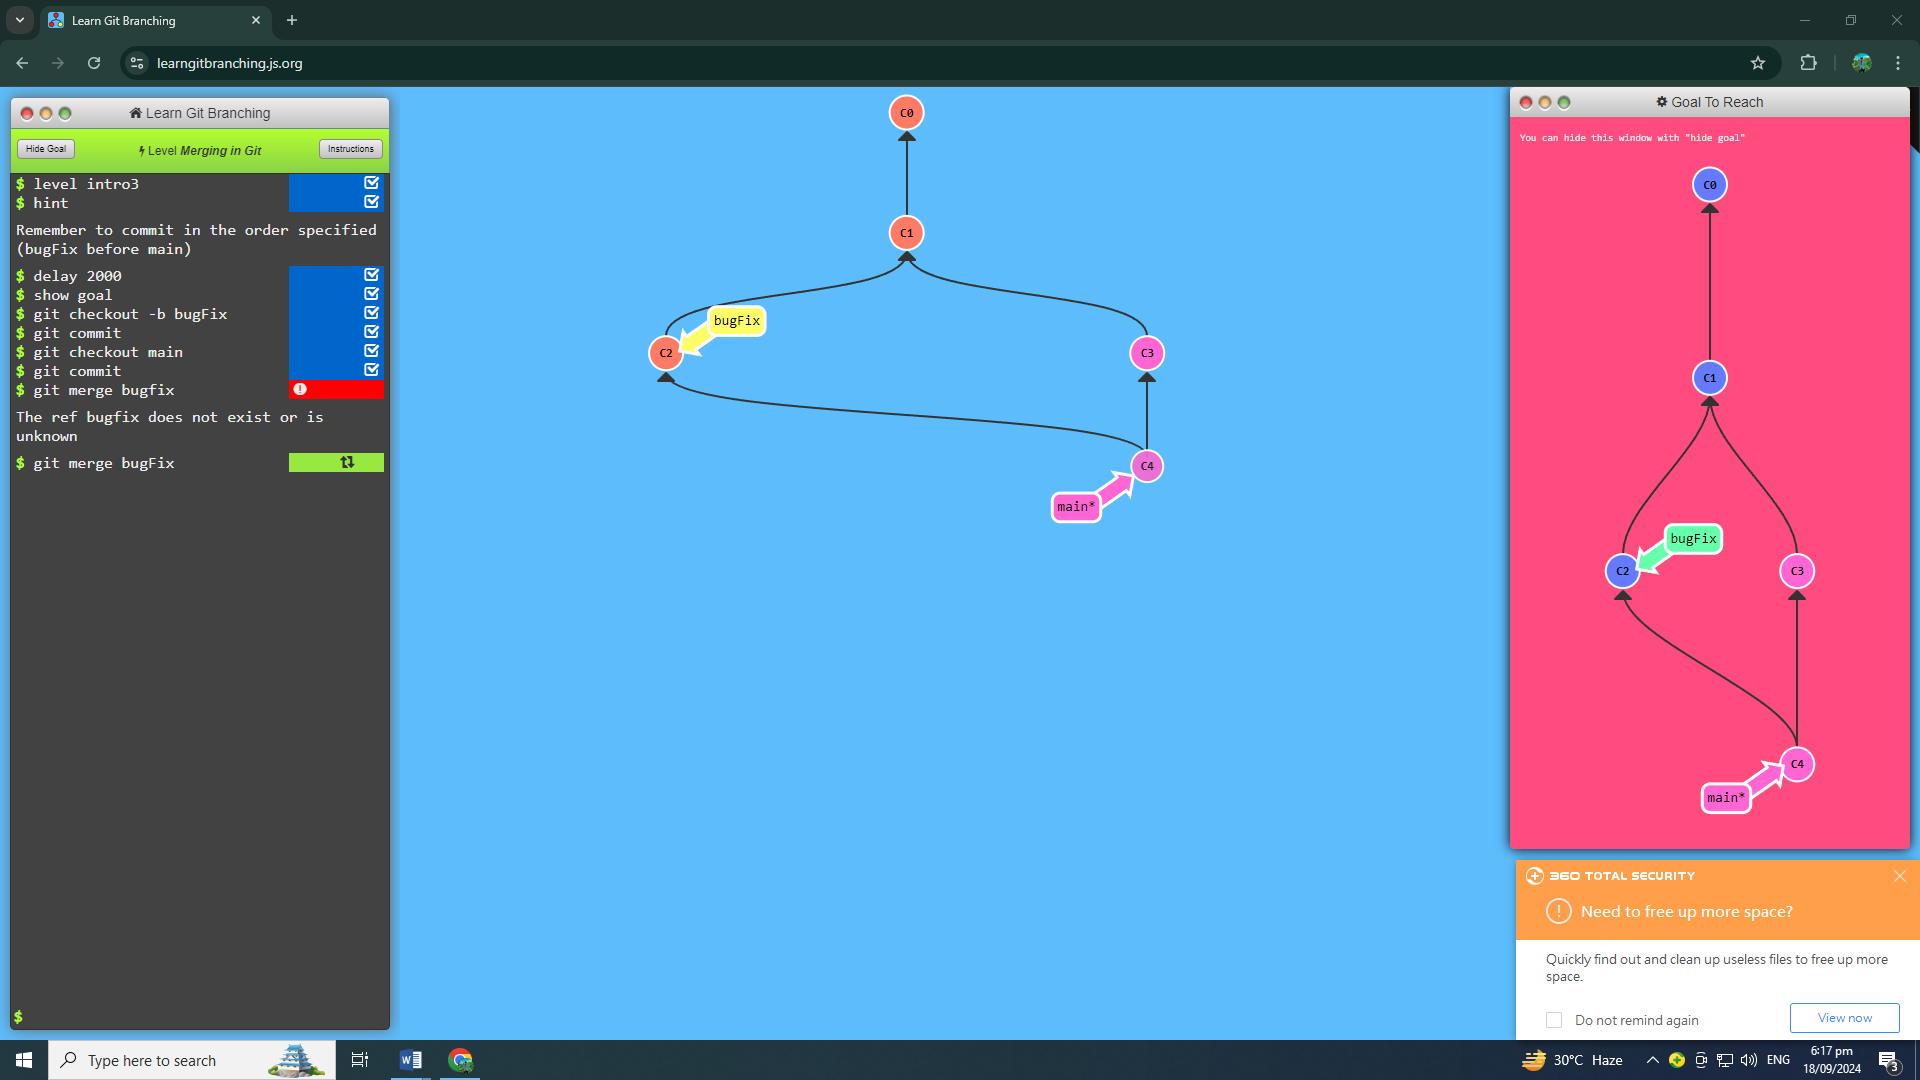 Learn Git Branching
learngitbranching.js.org
Learn Git Branching
Hide Goal
Level Merging in Git
Instructions
$ level intro3
$ hint
Remember to commit in the order specified
(bugFix before main)
$ delay 2000
$ show goal
$ git checkout -b bugFix
$ git commit
$ git checkout main
$ git commit
$ git merge bugfix
The ref bugfix does not exist or is
unknown
$ git merge bugFix
$
C0
C1
bugFix
C2
C3
C4
main*
Goal To Reach
You can hide this window with "hide goal"
C0
C1
bugFix
C2
C3
C4
main*
360 TOTAL SECURITY
Need to free up more space?
Quickly find out and clean up useless files to free up more
space.
Do not remind again
View now
Type here to search
30°C Haze
ENG
6:17 pm
18/09/2024
3